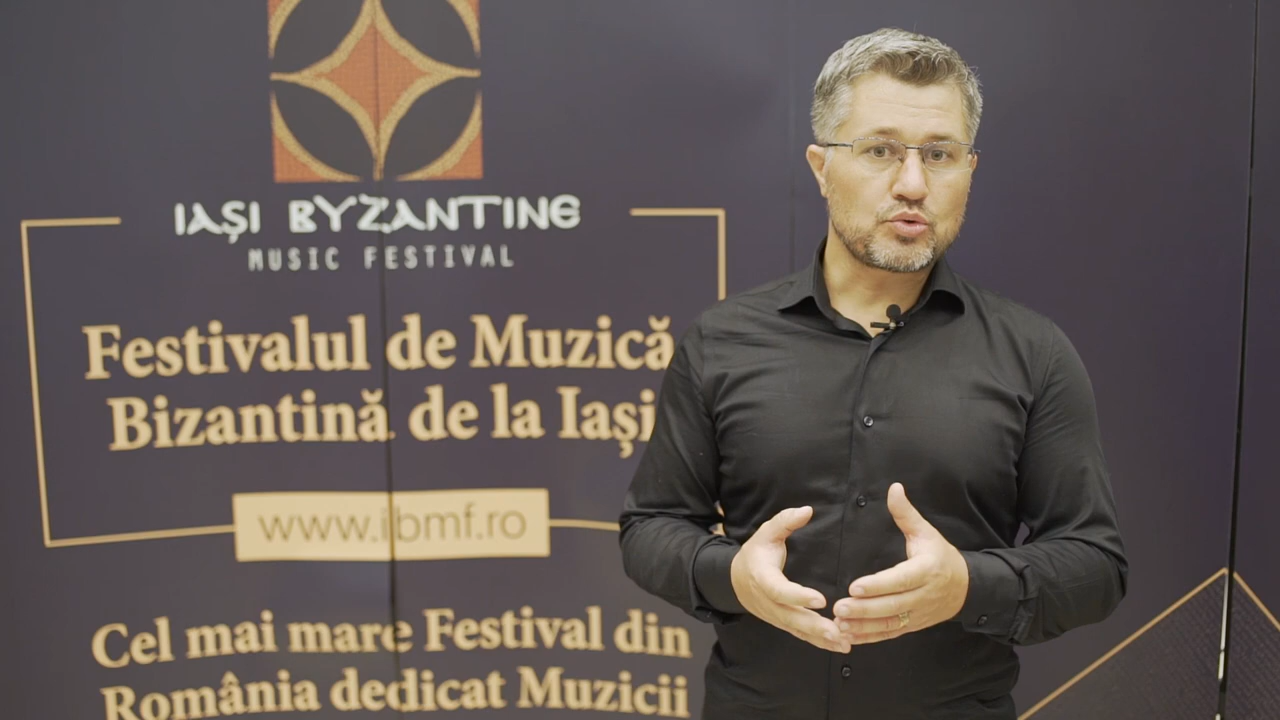 IAȘI BYZANTINE
MUSIC FESTIVAL
Festivalul de Muzică
Bizantină de la Iași
www.ibmf.ro
Cel mai mare Festival din
România dedicat Muzicii